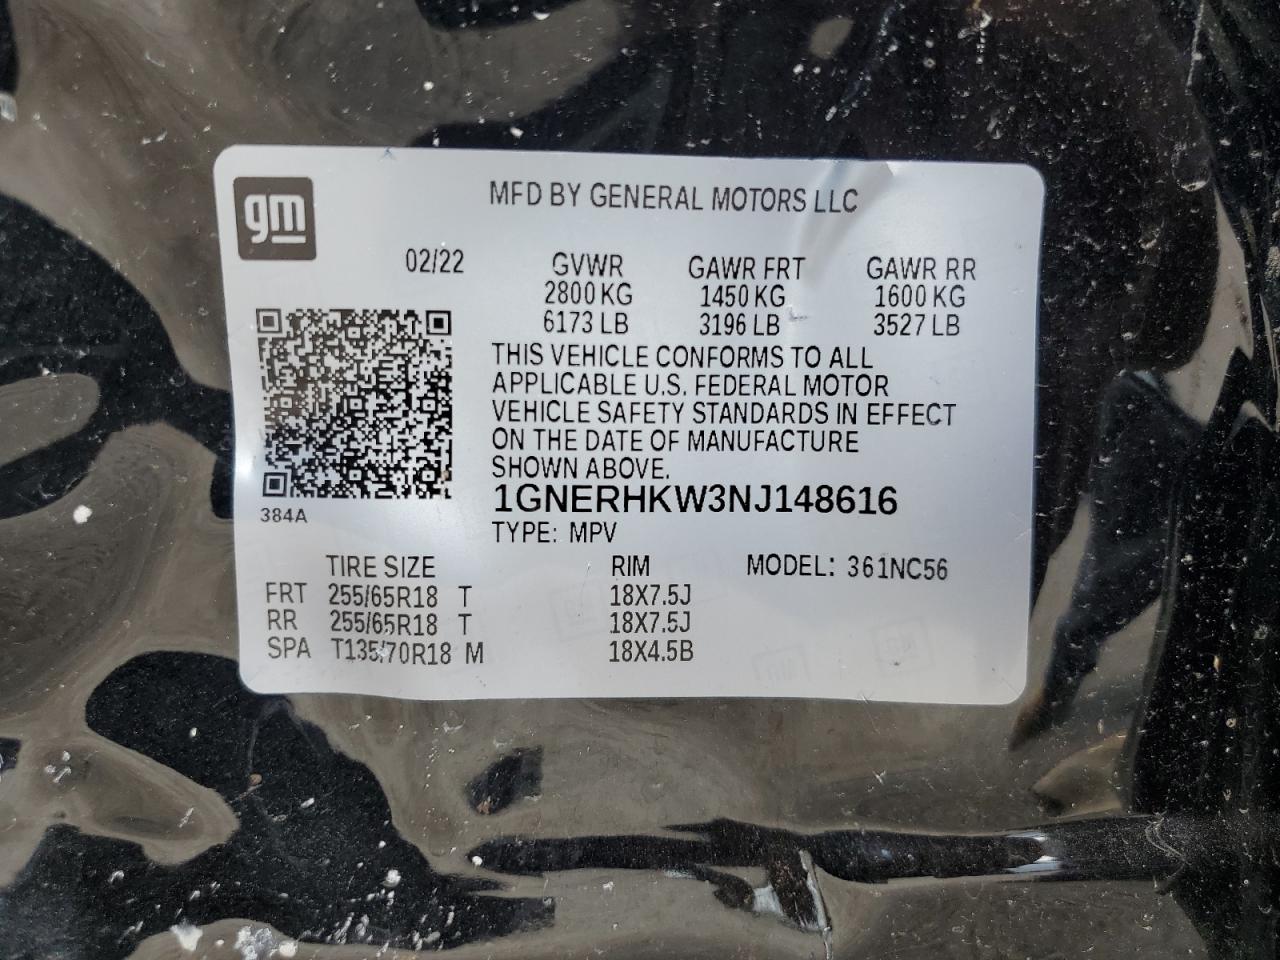 gm
MFD BY GENERAL MOTORS LLC
02/22 GVWR GAWR FRT GAWR RR
2800 KG 1450 KG 1600 KG
6173 LB 3196 LB 3527 LB
THIS VEHICLE CONFORMS TO ALL
APPLICABLE U.S. FEDERAL MOTOR
VEHICLE SAFETY STANDARDS IN EFFECT
ON THE DATE OF MANUFACTURE
SHOWN ABOVE.
1GNERHKW3NJ148616
384A
TYPE: MPV
TIRE SIZE RIM MODEL: 361NC56
FRT 255/65R18 T 18X7.5J
RR 255/65R18 T 18X7.5J
SPA T135/70R18 M 18X4.5B